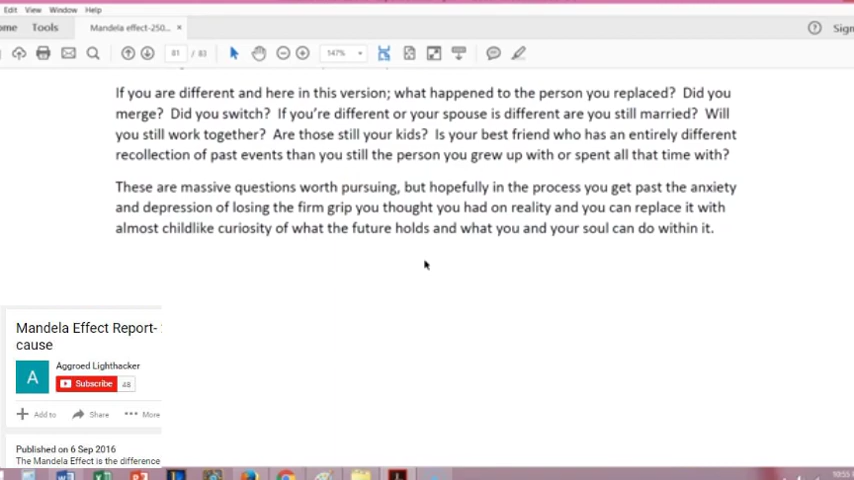 Edit View Window Help
ome Tools Mandela effect-250... × Sign
81 / 83 147%
If you are different and here in this version; what happened to the person you replaced? Did you
merge? Did you switch? If you're different or your spouse is different are you still married? Will
you still work together? Are those still your kids? Is your best friend who has an entirely different
recollection of past events than you still the person you grew up with or spent all that time with?
These are massive questions worth pursuing, but hopefully in the process you get past the anxiety
and depression of losing the firm grip you thought you had on reality and you can replace it with
almost childlike curiosity of what the future holds and what you and your soul can do within it.
Mandela Effect Report-
cause
A
Aggroed Lighthacker
Subscribe 48
Add to Share More
Published on 6 Sep 2016
The Mandela Effect is the difference
10:55